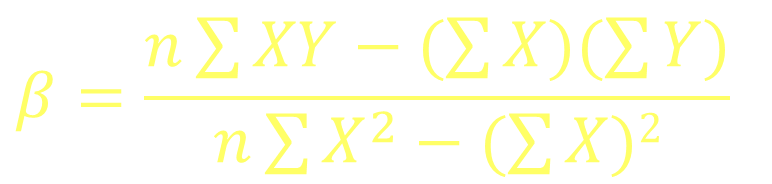 β = n∑XY − (∑X)(∑Y) / n∑X² − (∑X)²